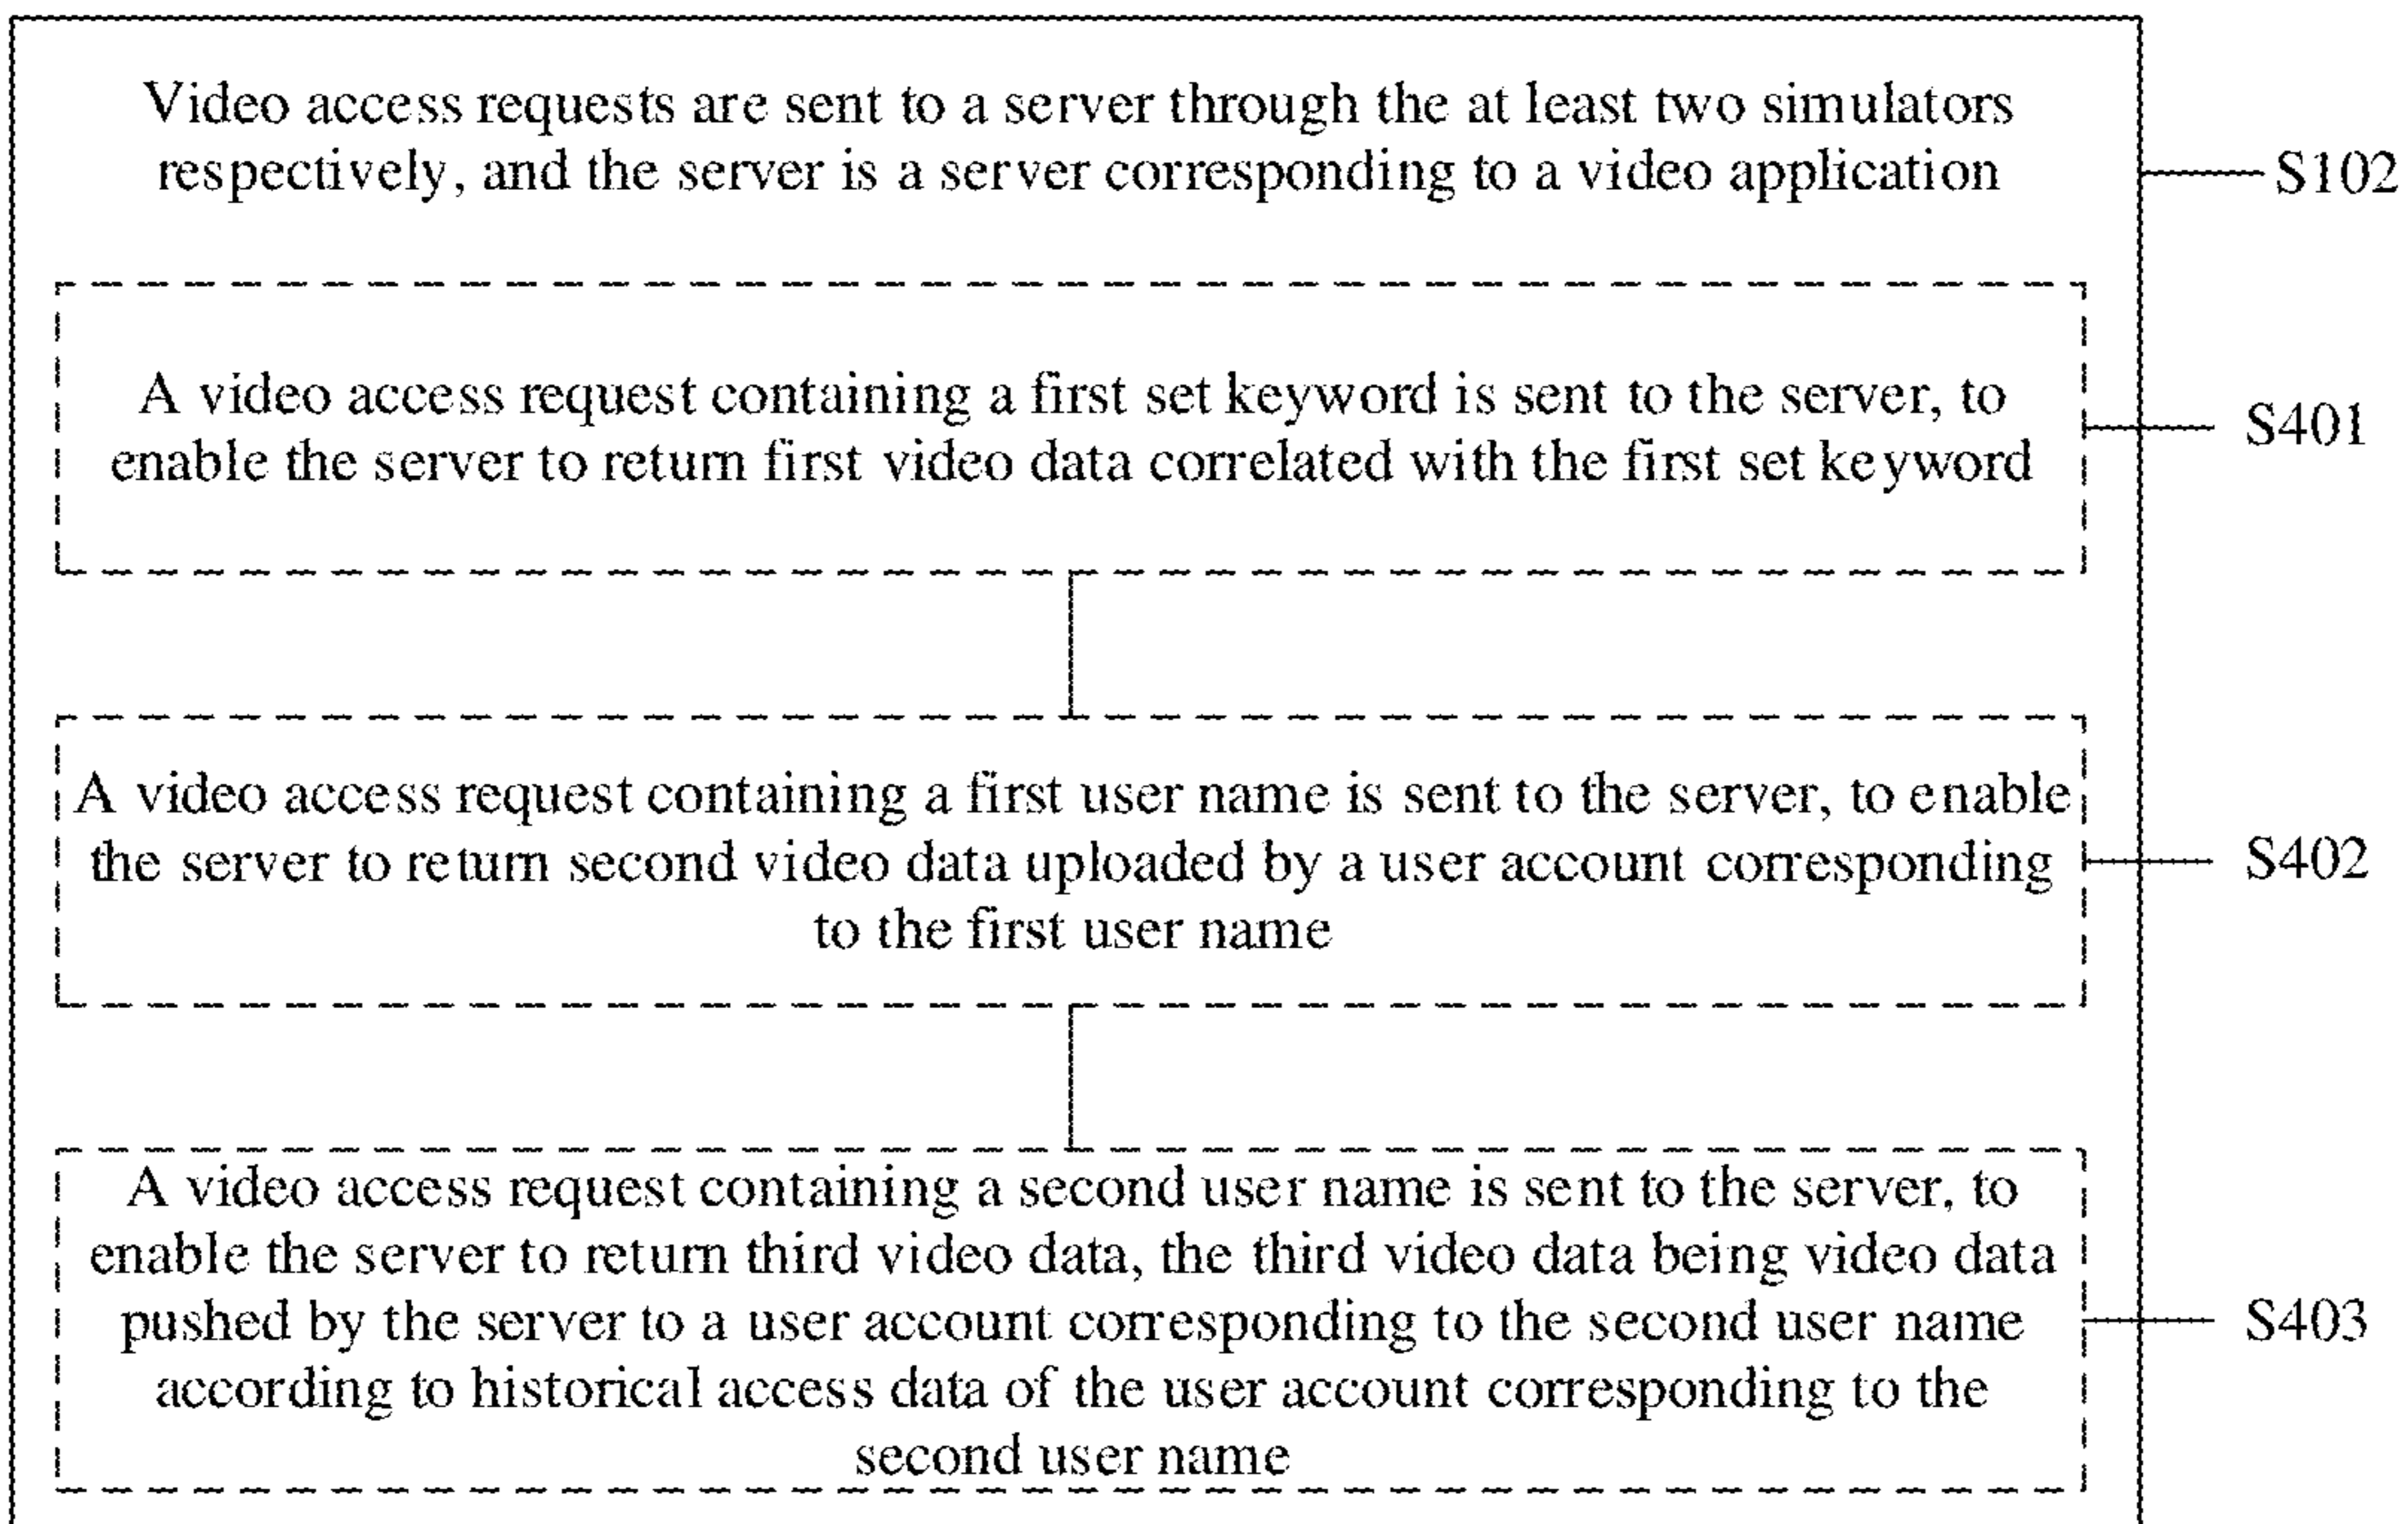 Video access requests are sent to a server through the at least two simulators
respectively, and the server is a server corresponding to a video application
S102
A video access request containing a first set keyword is sent to the server, to
enable the server to return first video data correlated with the first set keyword
S401
A video access request containing a first user name is sent to the server, to enable
the server to return second video data uploaded by a user account corresponding
to the first user name
S402
A video access request containing a second user name is sent to the server, to
enable the server to return third video data, the third video data being video data
pushed by the server to a user account corresponding to the second user name
according to historical access data of the user account corresponding to the
second user name
S403